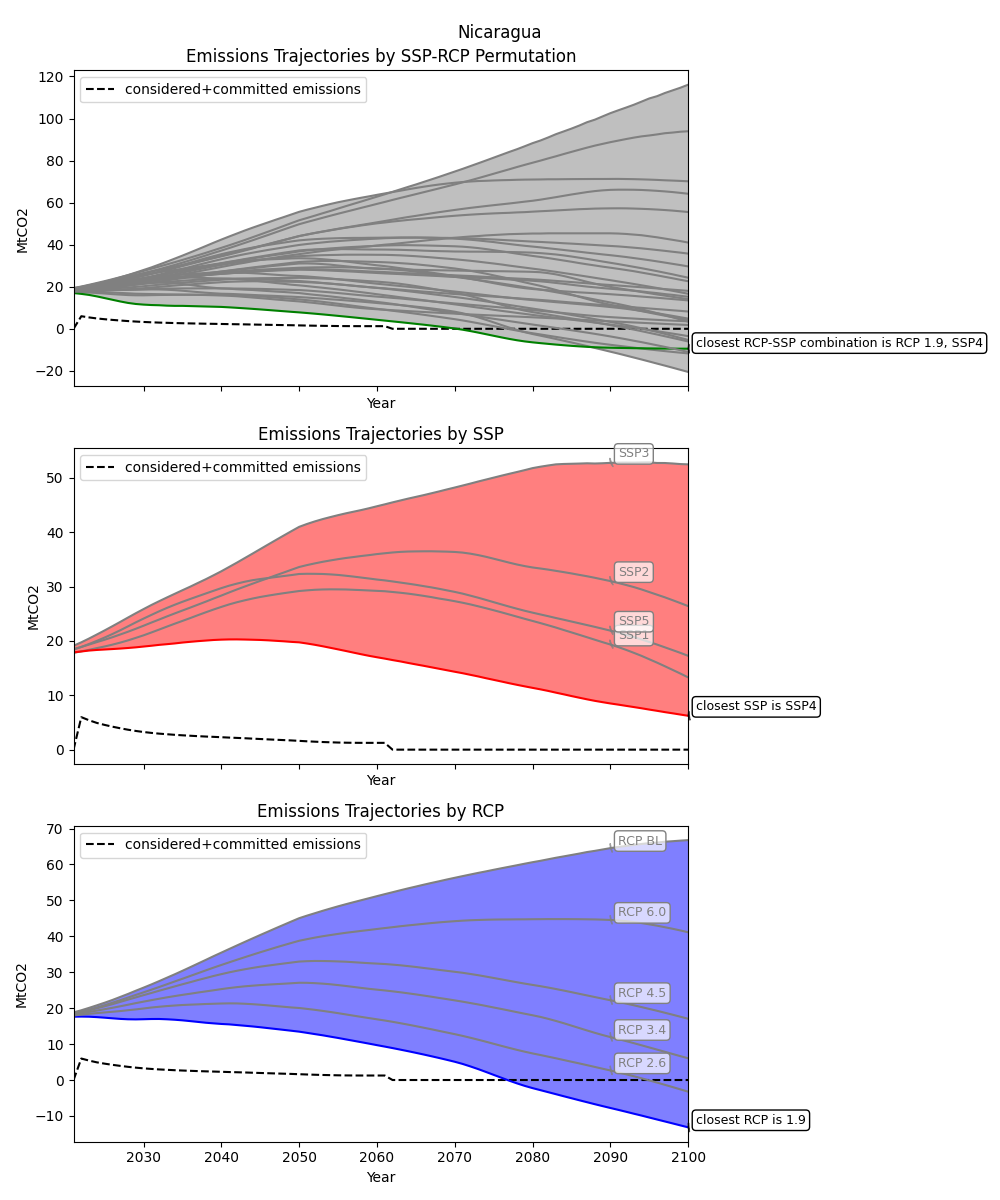 Nicaragua
Emissions Trajectories by SSP-RCP Permutation
considered+committed emissions
120
100
80
60
40
20
0
−20
MtCO2
closest RCP-SSP combination is RCP 1.9, SSP4
Year
Emissions Trajectories by SSP
considered+committed emissions
50
40
30
20
10
0
MtCO2
SSP3
SSP2
SSP5
SSP1
closest SSP is SSP4
Year
Emissions Trajectories by RCP
considered+committed emissions
70
60
50
40
30
20
10
0
−10
MtCO2
RCP BL
RCP 6.0
RCP 4.5
RCP 3.4
RCP 2.6
closest RCP is 1.9
2030 2040 2050 2060 2070 2080 2090 2100
Year